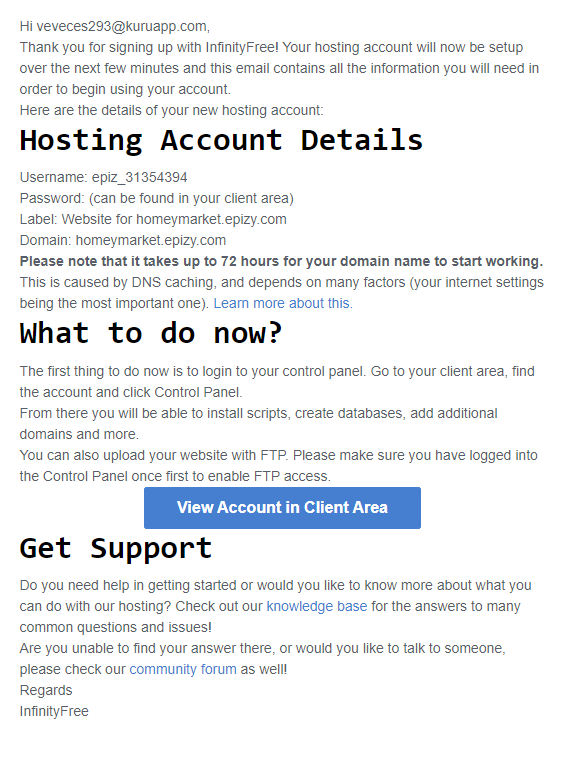 Hi veveces293@kuruapp.com,
Thank you for signing up with InfinityFree! Your hosting account will now be setup
over the next few minutes and this email contains all the information you will need in
order to begin using your account.
Here are the details of your new hosting account:
Hosting Account Details
Username: epiz_31354394
Password: (can be found in your client area)
Label: Website for homeymarket.epizy.com
Domain: homeymarket.epizy.com
Please note that it takes up to 72 hours for your domain name to start working.
This is caused by DNS caching, and depends on many factors (your internet settings
being the most important one). Learn more about this.
What to do now?
The first thing to do now is to login to your control panel. Go to your client area, find
the account and click Control Panel.
From there you will be able to install scripts, create databases, add additional
domains and more.
You can also upload your website with FTP. Please make sure you have logged into
the Control Panel once first to enable FTP access.
View Account in Client Area
Get Support
Do you need help in getting started or would you like to know more about what you
can do with our hosting? Check out our knowledge base for the answers to many
common questions and issues!
Are you unable to find your answer there, or would you like to talk to someone,
please check our community forum as well!
Regards
InfinityFree